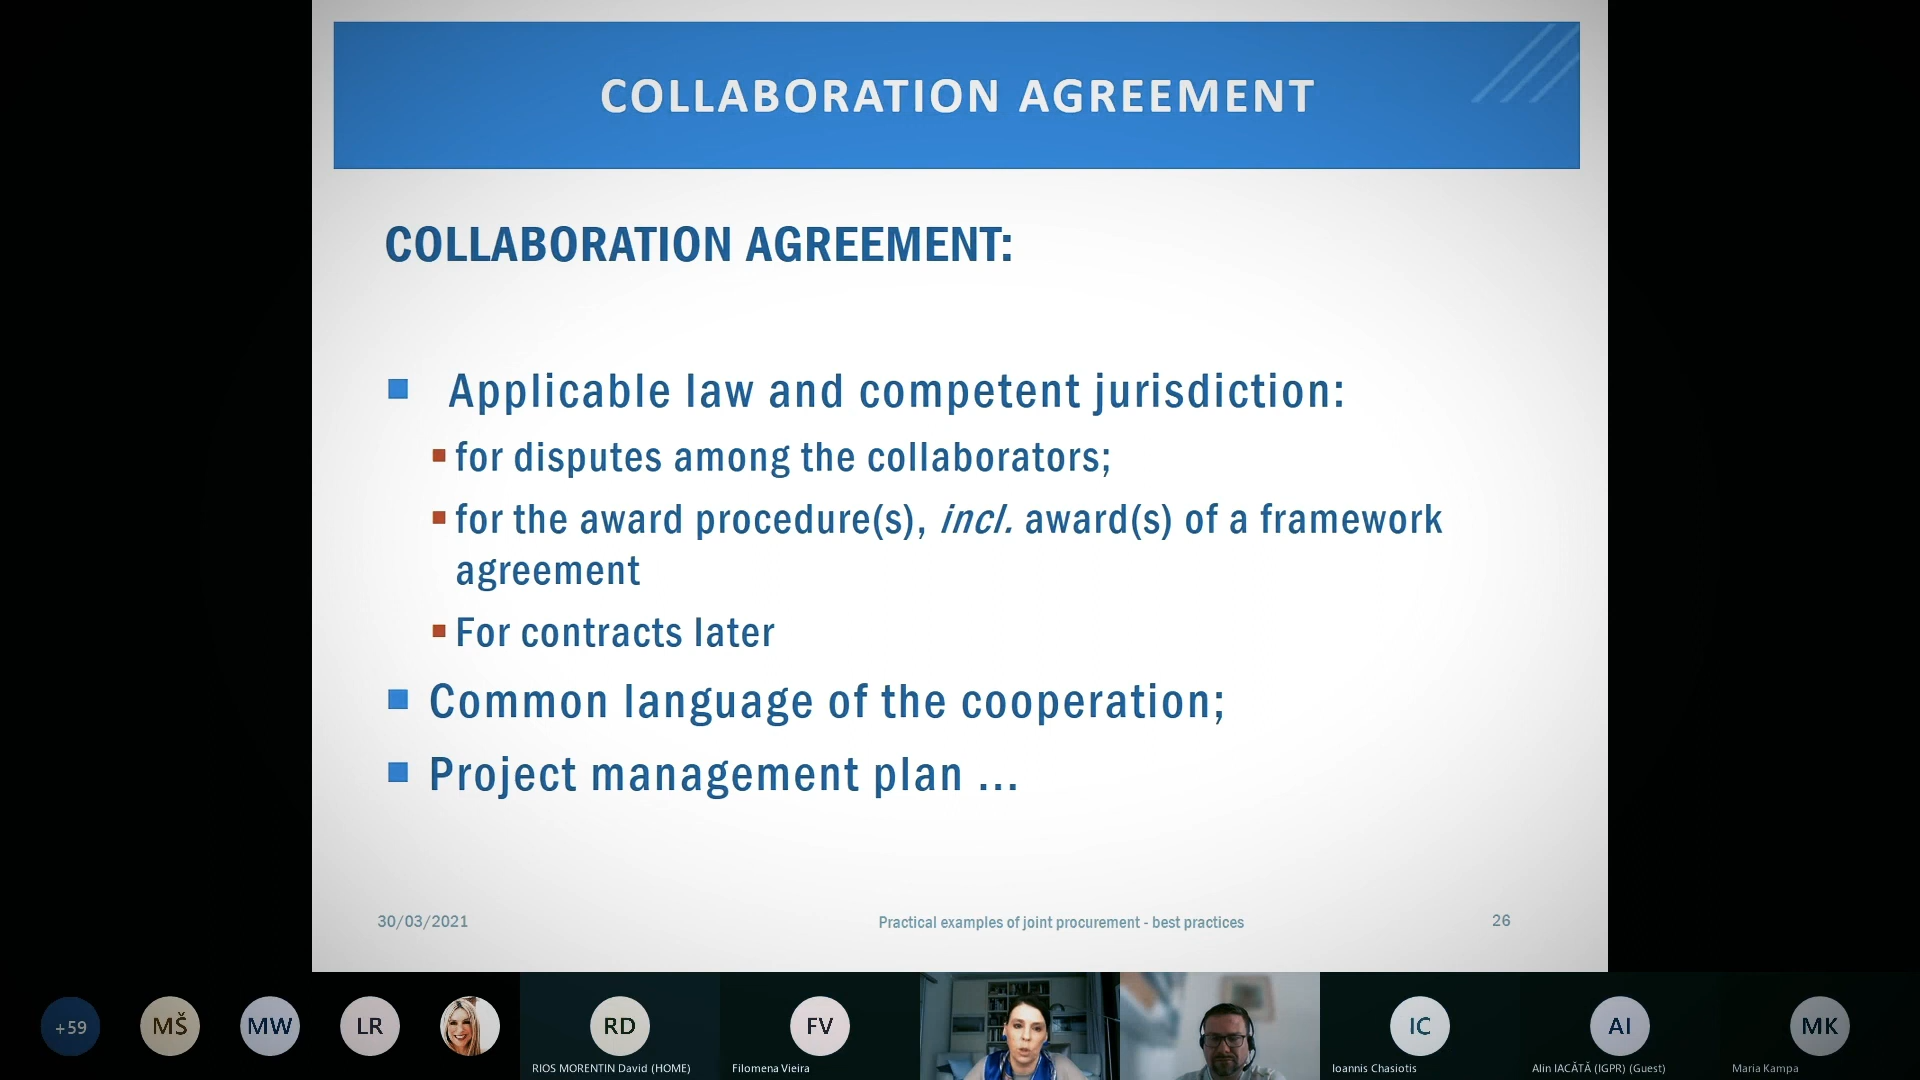 COLLABORATION AGREEMENT
COLLABORATION AGREEMENT:
Applicable law and competent jurisdiction:
for disputes among the collaborators;
for the award procedure(s), incl. award(s) of a framework
agreement
For contracts later
Common language of the cooperation;
Project management plan ...
30/03/2021
Practical examples of joint procurement - best practices
26
+59
MŠ
MW
LR
RD
FV
IC
AI
MK
RIOS MORENTIN David (HOME)
Filomena Vieira
Ioannis Chasiotis
Alin IACĂTĂ (IGPR) (Guest)
Maria Kampa